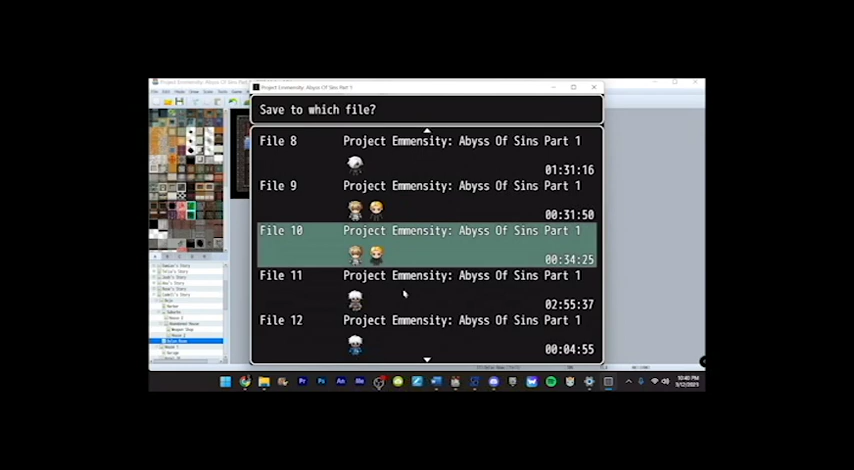 Project Emmensity: Abyss Of Sins Part 1
Save to which file?
File 8 Project Emmensity: Abyss Of Sins Part 1
01:31:16
File 9 Project Emmensity: Abyss Of Sins Part 1
00:31:50
File 10 Project Emmensity: Abyss Of Sins Part 1
00:34:25
File 11 Project Emmensity: Abyss Of Sins Part 1
02:55:37
File 12 Project Emmensity: Abyss Of Sins Part 1
00:04:55
10:40 PM